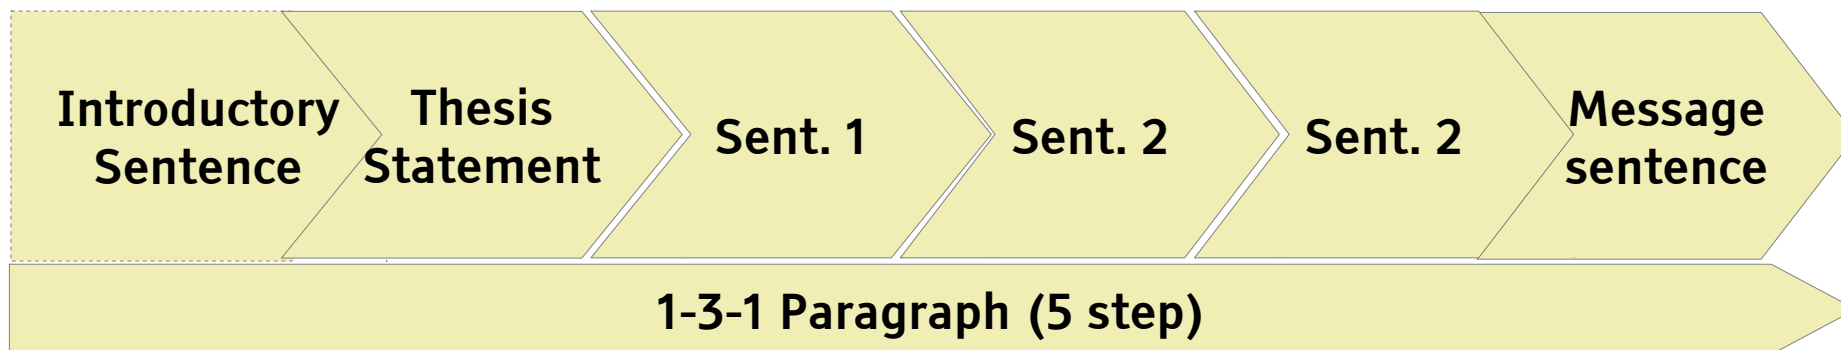 Introductory
Sentence
Thesis
Statement
Sent. 1
Sent. 2
Sent. 2
Message
sentence
1-3-1 Paragraph (5 step)